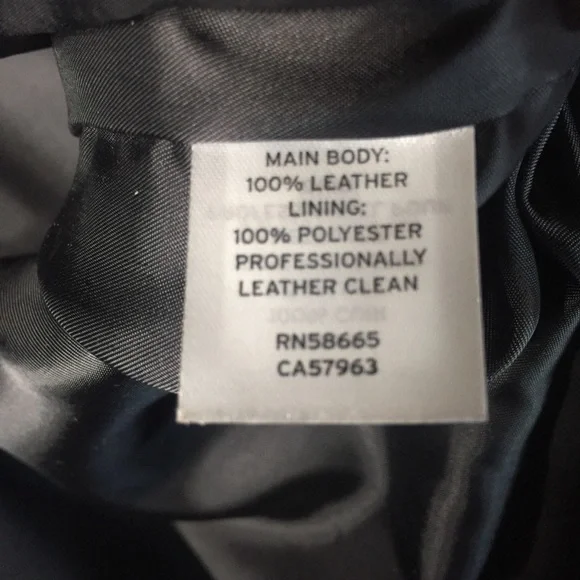 MAIN BODY:
100% LEATHER
LINING:
100% POLYESTER
PROFESSIONALLY
LEATHER CLEAN
RN58665
CA57963